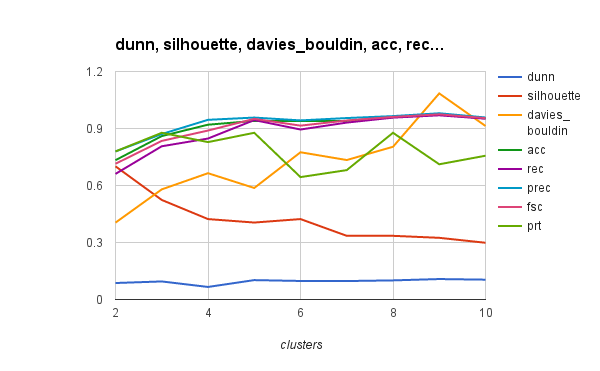 dunn, silhouette, davies_bouldin, acc, rec...
1.2
0.9
0.6
0.3
0
2
4
6
8
10
clusters
dunn
silhouette
davies_
bouldin
acc
rec
prec
fsc
prt